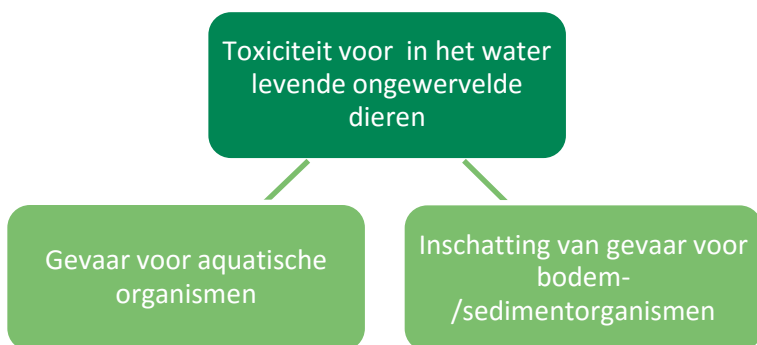 Toxiciteit voor in het water
levende ongewervelde
dieren
Gevaar voor aquatische
organismen
Inschatting van gevaar voor
bodem-
/sedimentorganismen